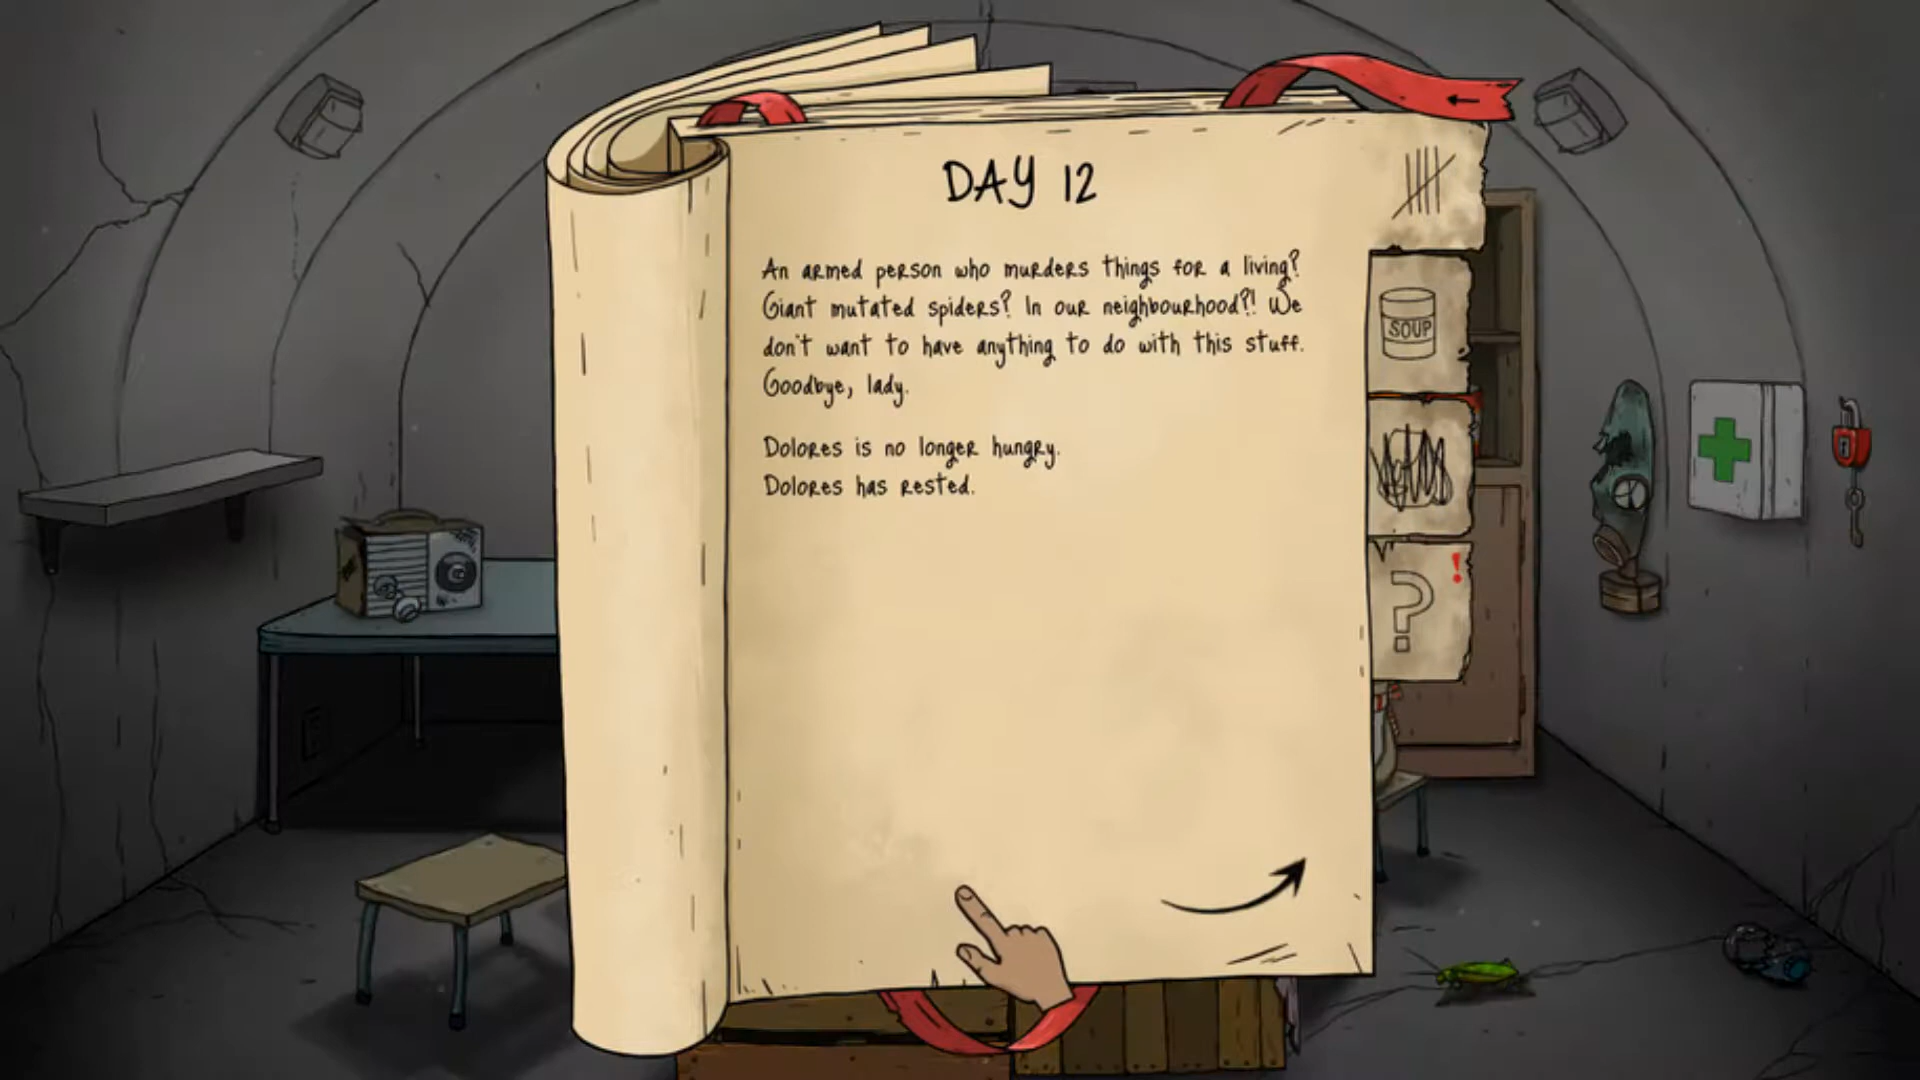 DAY 12
An armed person who murders things for a living?
Giant mutated spiders? In our neighbourhood?! We
don't want to have anything to do with this stuff.
Goodbye, lady.
Dolores is no longer hungry.
Dolores has rested.
SOUP
?
!